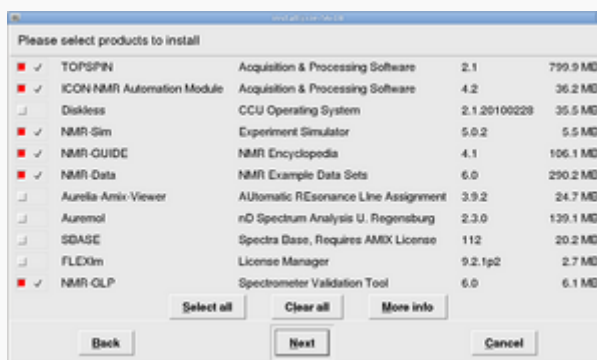 Please select products to install
TOPSPIN Acquisition & Processing Software 2.1 799.9 MB
ICON-NMR Automation Module Acquisition & Processing Software 4.2 36.2 MB
Diskless CCU Operating System 2.1.20100228 35.5 MB
NMR-Sim Experiment Simulator 5.0.2 5.5 MB
NMR-GUIDE NMR Encyclopedia 4.1 106.1 MB
NMR-Data NMR Example Data Sets 6.0 290.2 MB
Aurelia-Amix-Viewer AUtomatic REsonance LIne Assignment 3.9.2 24.7 MB
Auremol nD Spectrum Analysis U. Regensburg 2.3.0 139.1 MB
SBASE Spectra Base, Requires AMIX License 112 20.2 MB
FLEXlm License Manager 9.2.1p2 2.7 MB
NMR-GLP Spectrometer Validation Tool 6.0 6.1 MB
Select all Clear all More info
Back Next Cancel